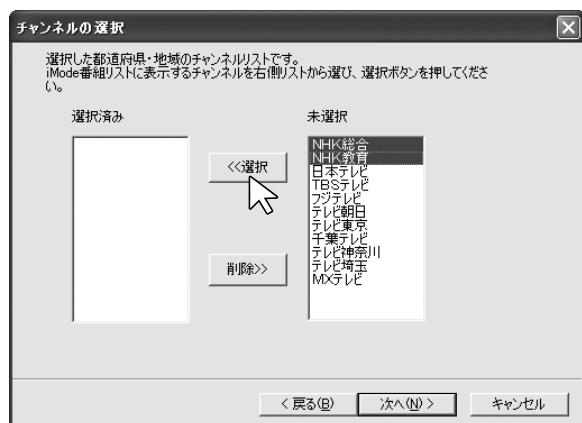 チャンネルの選択
選択した都道府県・地域のチャンネルリストです。
iMode番組リストに表示するチャンネルを右側リストから選び、選択ボタンを押してくださ
い。
選択済み
未選択
<<選択
削除>>
NHK総合
NHK教育
日本テレビ
TBSテレビ
フジテレビ
テレビ朝日
テレビ東京
千葉テレビ
テレビ神奈川
テレビ埼玉
MXテレビ
< 戻る(B)
次へ(N) >
キャンセル